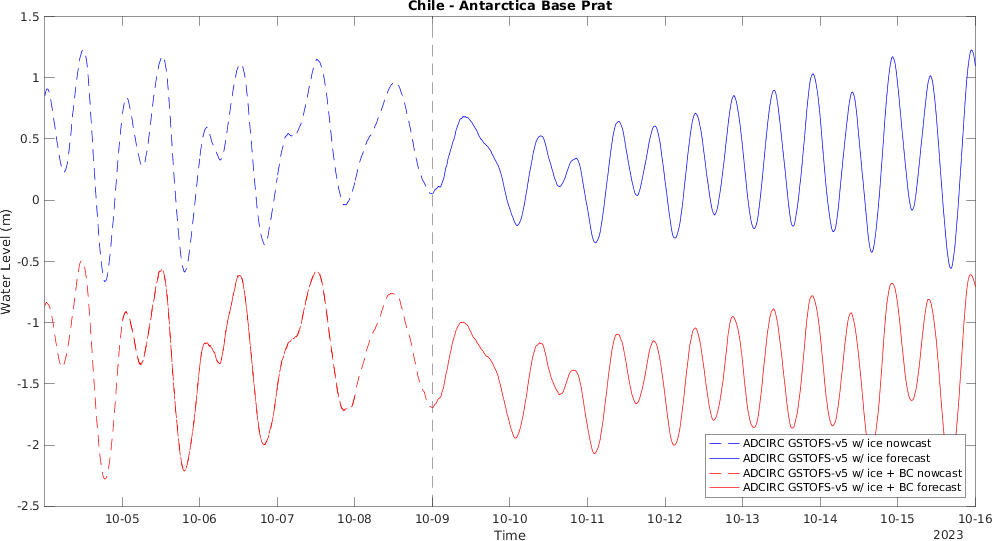 Chile - Antarctica Base Prat
1.5
1
0.5
0
-0.5
-1
-1.5
-2
-2.5
Water Level (m)
ADCIRC GSTOFS-v5 w/ ice nowcast
ADCIRC GSTOFS-v5 w/ ice forecast
ADCIRC GSTOFS-v5 w/ ice + BC nowcast
ADCIRC GSTOFS-v5 w/ ice + BC forecast
10-05 10-06 10-07 10-08 10-09 10-10 10-11 10-12 10-13 10-14 10-15 10-16
Time
2023